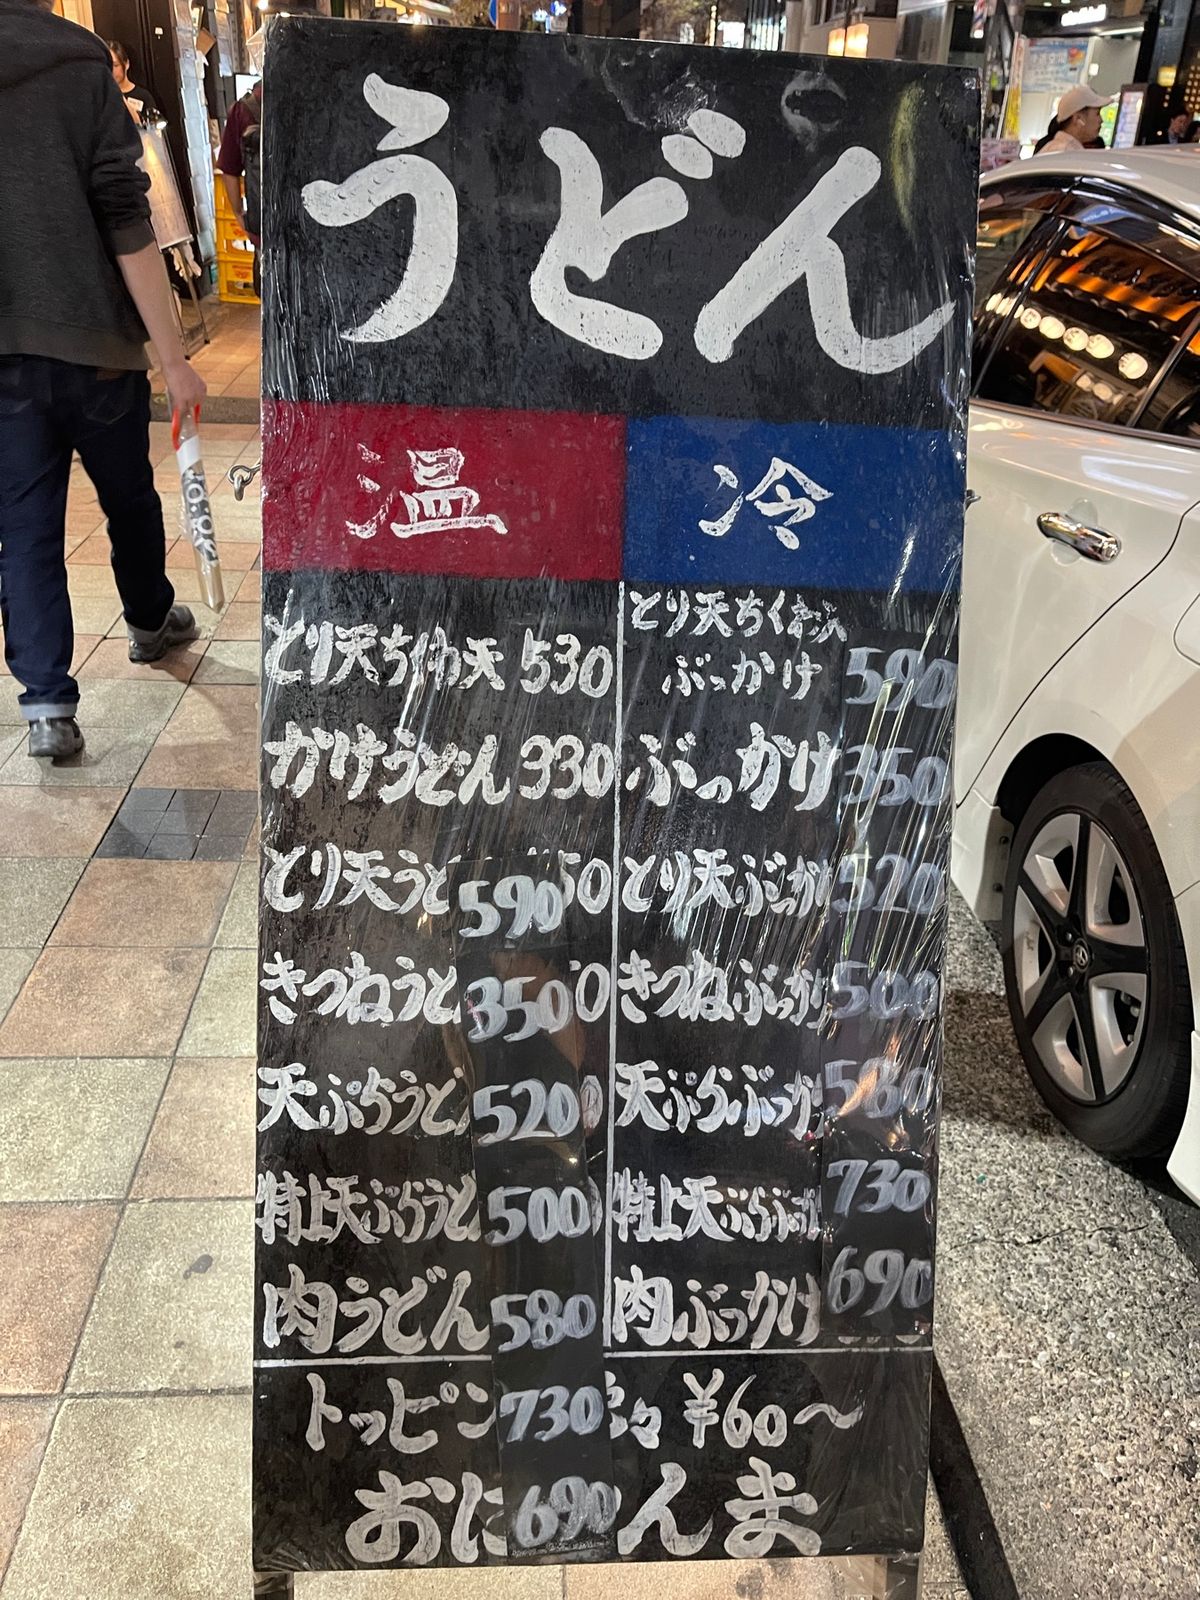 うどん
温
とり天ちくわ天 530
かけうどん 330
とり天うど 590 50
きつねうど 350 0
天ぷらうど 520
特上天ぷらうど 500
肉うどん 580
冷
とり天ちくわ天
ぶっかけ 590
ぶっかけ 350
とり天ぶっか 520
きつねぶっかけ 500
天ぷらぶっかけ 580
特上天ぷらぶっか 730
肉ぶっかけ 690
トッピン 730 々 ¥60〜
おに 690 んま